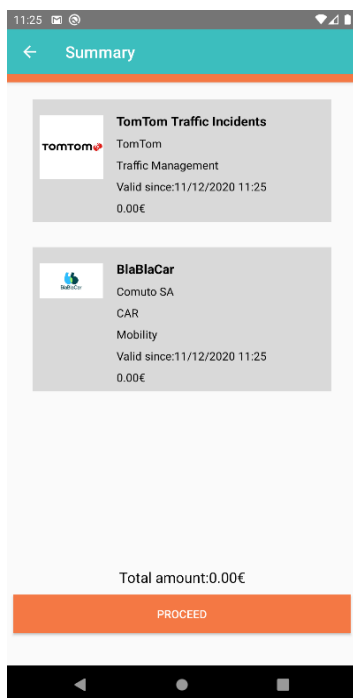 11:25
Summary
TomTom Traffic Incidents
TOMTOM
TomTom
Traffic Management
Valid since:11/12/2020 11:25
0.00€
BlaBlaCar
BlaBlaCar
Comuto SA
CAR
Mobility
Valid since:11/12/2020 11:25
0.00€
Total amount:0.00€
PROCEED